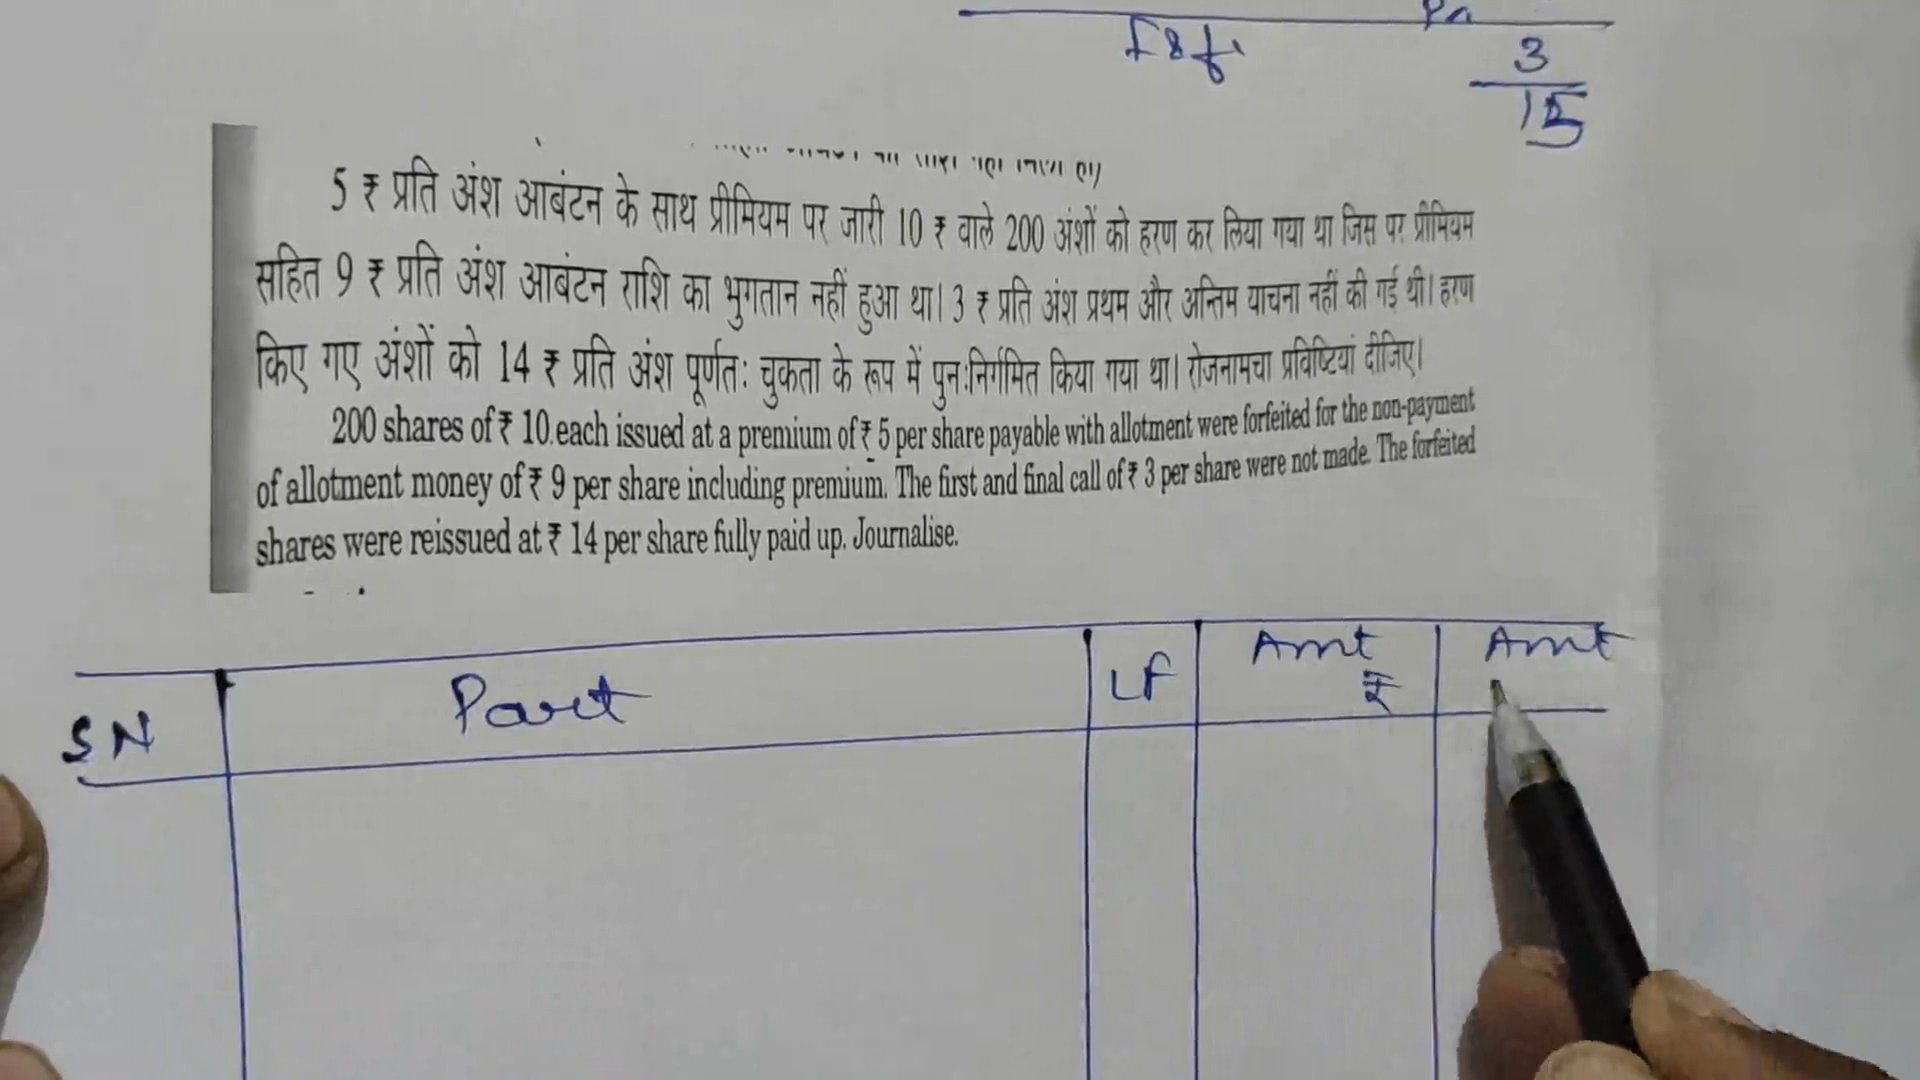 F & f
3
15
5 ₹ प्रति अंश आबंटन के साथ प्रीमियम पर जारी 10 ₹ वाले 200 अंशों को हरण कर लिया गया था जिस पर प्रीमियम
सहित 9 ₹ प्रति अंश आबंटन राशि का भुगतान नहीं हुआ था। 3 ₹ प्रति अंश प्रथम और अन्तिम याचना नहीं की गई थी। हरण
किए गए अंशों को 14 ₹ प्रति अंश पूर्णतः चुकता के रूप में पुनःनिर्गमित किया गया था। रोजनामचा प्रविष्टियां दीजिए।
200 shares of ₹ 10 each issued at a premium of ₹ 5 per share payable with allotment were forfeited for the non-payment
of allotment money of ₹ 9 per share including premium. The first and final call of ₹ 3 per share were not made. The forfeited
shares were reissued at ₹ 14 per share fully paid up. Journalise.
SN Part LF Amt ₹ Amt